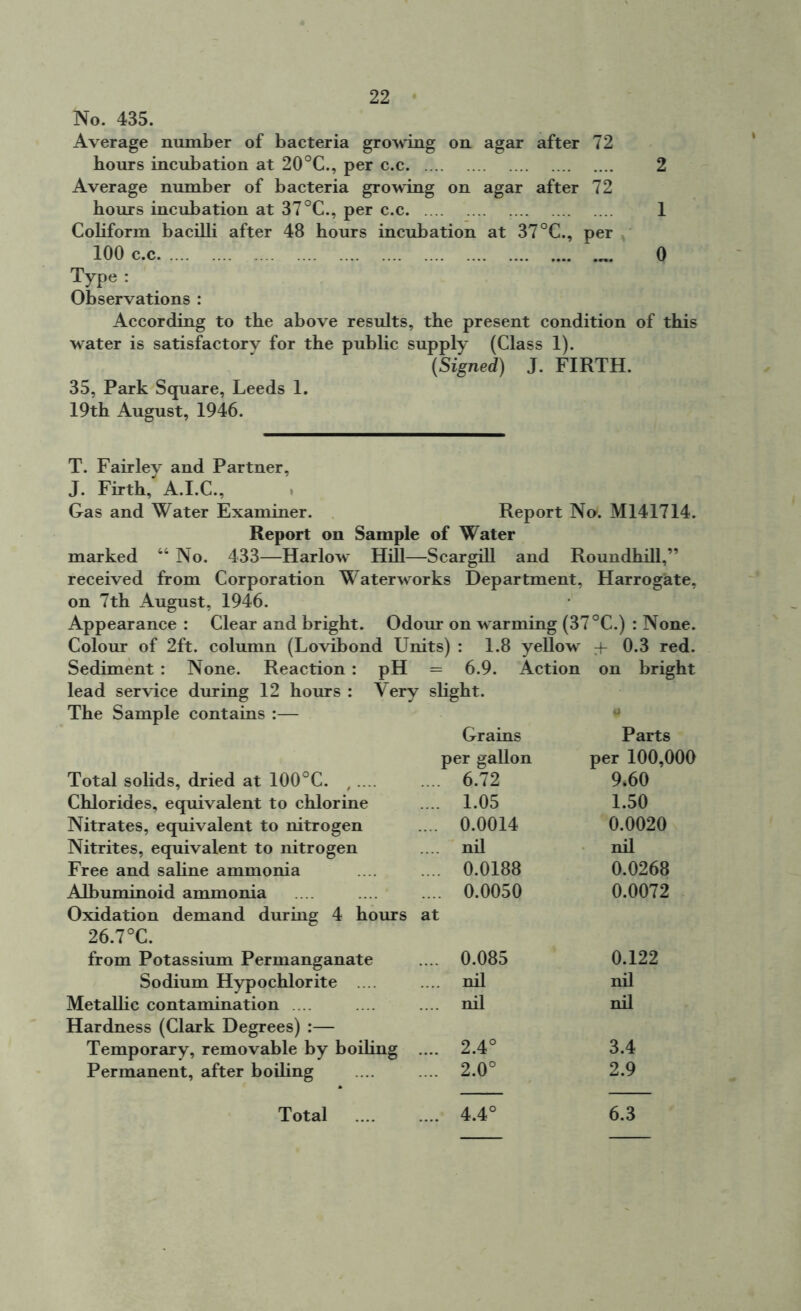 22
No. 435.
Average number of bacteria growing on agar after 72
hours incubation at 20°C., per c.c. .... .... .... .... .... 2
Average number of bacteria growing on agar after 72
hours incubation at 37°C., per c.c. .... .... .... .... .... 1
Coliform bacilli after 48 hours incubation at 37°C., per
100 c.c. .... .... .... .... .... .... .... .... .... .... .... 0
Type :
Observations :
According to the above results, the present condition of this
water is satisfactory for the public supply (Class 1).
(Signed) J. FIRTH.
35, Park Square, Leeds 1.
19th August, 1946.
T. Fairley and Partner,
J. Firth, A.I.C.,
Gas and Water Examiner. Report No. M141714.
Report on Sample of Water
marked “ No. 433—Harlow Hill—Scargill and Roundhill,”
received from Corporation Waterworks Department, Harrogate,
on 7th August, 1946.
Appearance : Clear and bright. Odour on warming (37°C.) : None.
Colour of 2ft. column (Lovibond Units) : 1.8 yellow + 0.3 red.
Sediment : None. Reaction : pH = 6.9. Action on bright
lead service during 12 hours : Very slight.
The Sample contains :—
Grains Parts
per gallon per 100,000
Total solids, dried at 100°C. .... .... 6.72 9.60
Chlorides, equivalent to chlorine .... 1.05 1.50
Nitrates, equivalent to nitrogen .... 0.0014 0.0020
Nitrites, equivalent to nitrogen .... nil nil
Free and saline ammonia .... .... 0.0188 0.0268
Albuminoid ammonia .... .... .... 0.0050 0.0072
Oxidation demand during 4 hours at
26.7°C.
from Potassium Permanganate .... 0.085 0.122
Sodium Hypochlorite .... .... nil nil
Metallic contamination .... .... .... nil nil
Hardness (Clark Degrees) :—
Temporary, removable by boiling .... 2.4° 3.4
Permanent, after boiling .... .... 2.0° 2.9
Total .... .... 4.4° 6.3